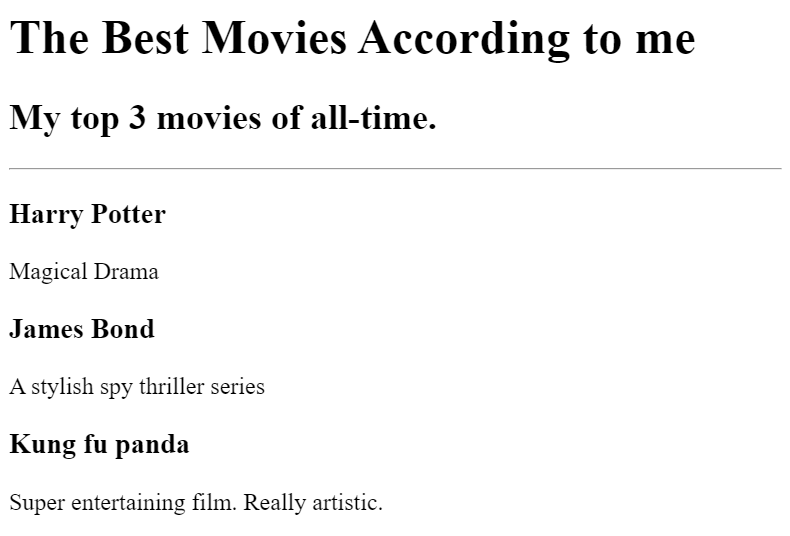 The Best Movies According to me
My top 3 movies of all-time.
Harry Potter
Magical Drama
James Bond
A stylish spy thriller series
Kung fu panda
Super entertaining film. Really artistic.